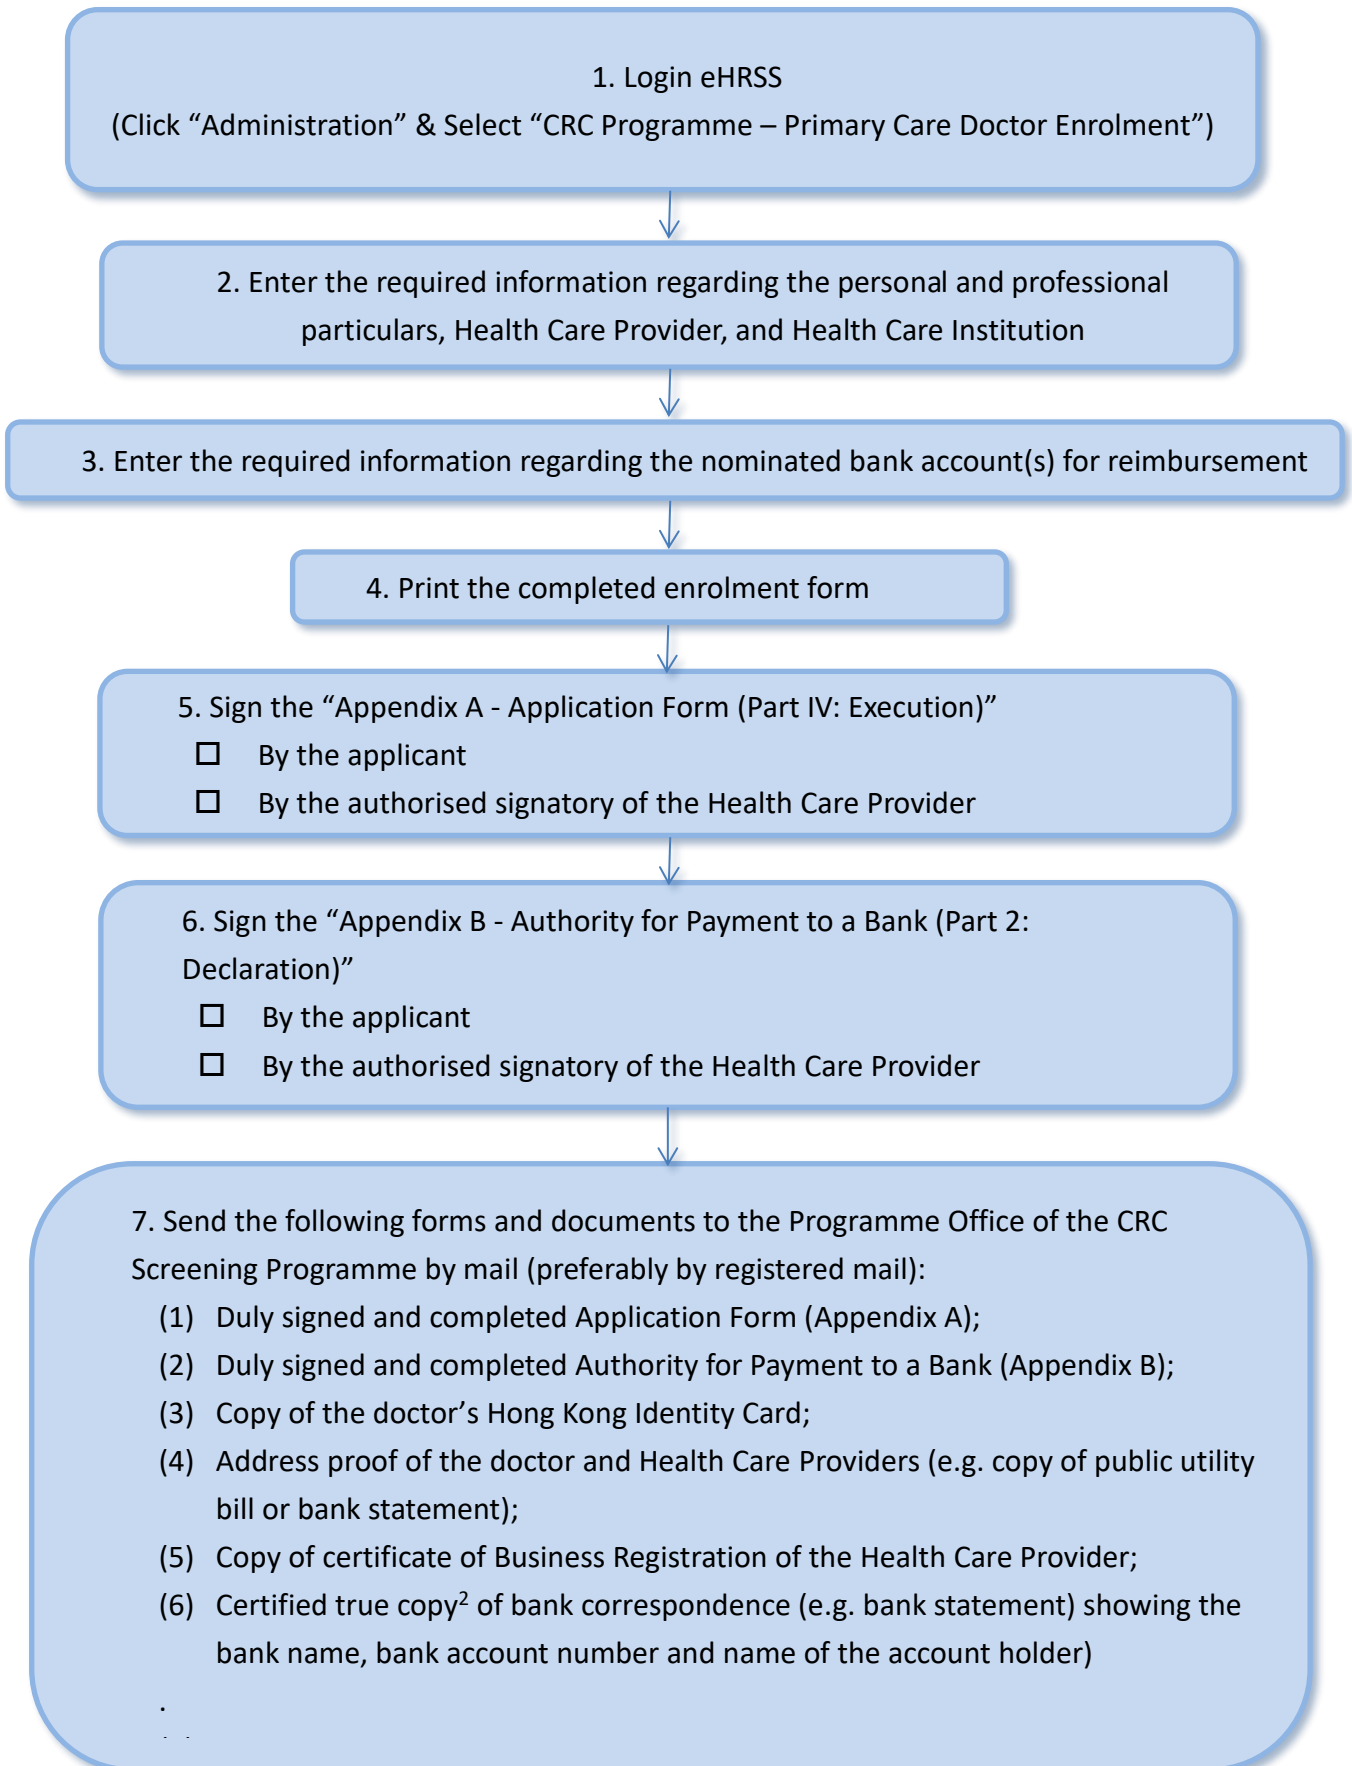 1. Login eHRSS
(Click “Administration” & Select “CRC Programme – Primary Care Doctor Enrolment”)
2. Enter the required information regarding the personal and professional
particulars, Health Care Provider, and Health Care Institution
3. Enter the required information regarding the nominated bank account(s) for reimbursement
4. Print the completed enrolment form
5. Sign the “Appendix A - Application Form (Part IV: Execution)”
☐ By the applicant
☐ By the authorised signatory of the Health Care Provider
6. Sign the “Appendix B - Authority for Payment to a Bank (Part 2:
Declaration)”
☐ By the applicant
☐ By the authorised signatory of the Health Care Provider
7. Send the following forms and documents to the Programme Office of the CRC
Screening Programme by mail (preferably by registered mail):
(1) Duly signed and completed Application Form (Appendix A);
(2) Duly signed and completed Authority for Payment to a Bank (Appendix B);
(3) Copy of the doctor’s Hong Kong Identity Card;
(4) Address proof of the doctor and Health Care Providers (e.g. copy of public utility
bill or bank statement);
(5) Copy of certificate of Business Registration of the Health Care Provider;
(6) Certified true copy² of bank correspondence (e.g. bank statement) showing the
bank name, bank account number and name of the account holder)
.